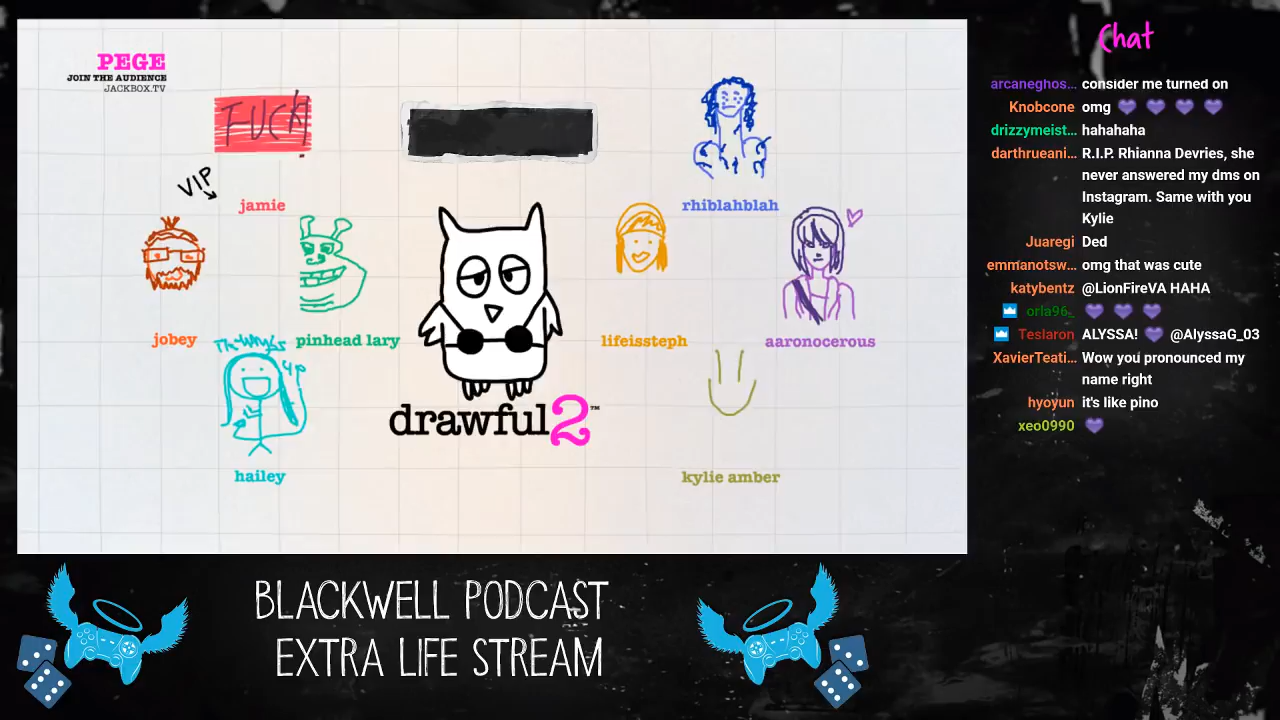 PEGE
JOIN THE AUDIENCE
JACKBOX.TV
FUCK!
VIP
jamie
rhiblahblah
jobey
pinhead lary
lifeissteph
aaronocerous
hailey
kylie amber
drawful 2™
Chat
arcaneghos... consider me turned on
Knobcone omg
drizzymeist... hahahaha
darthrueani... R.I.P. Rhianna Devries, she
never answered my dms on
Instagram. Same with you
Kylie
Juaregi Ded
emmanotsw... omg that was cute
katybentz @LionFireVA HAHA
orla96_
Teslaron ALYSSA! @AlyssaG_03
XavierTeati... Wow you pronounced my
name right
hyoyun it's like pino
xeo0990
BLACKWELL PODCAST
EXTRA LIFE STREAM